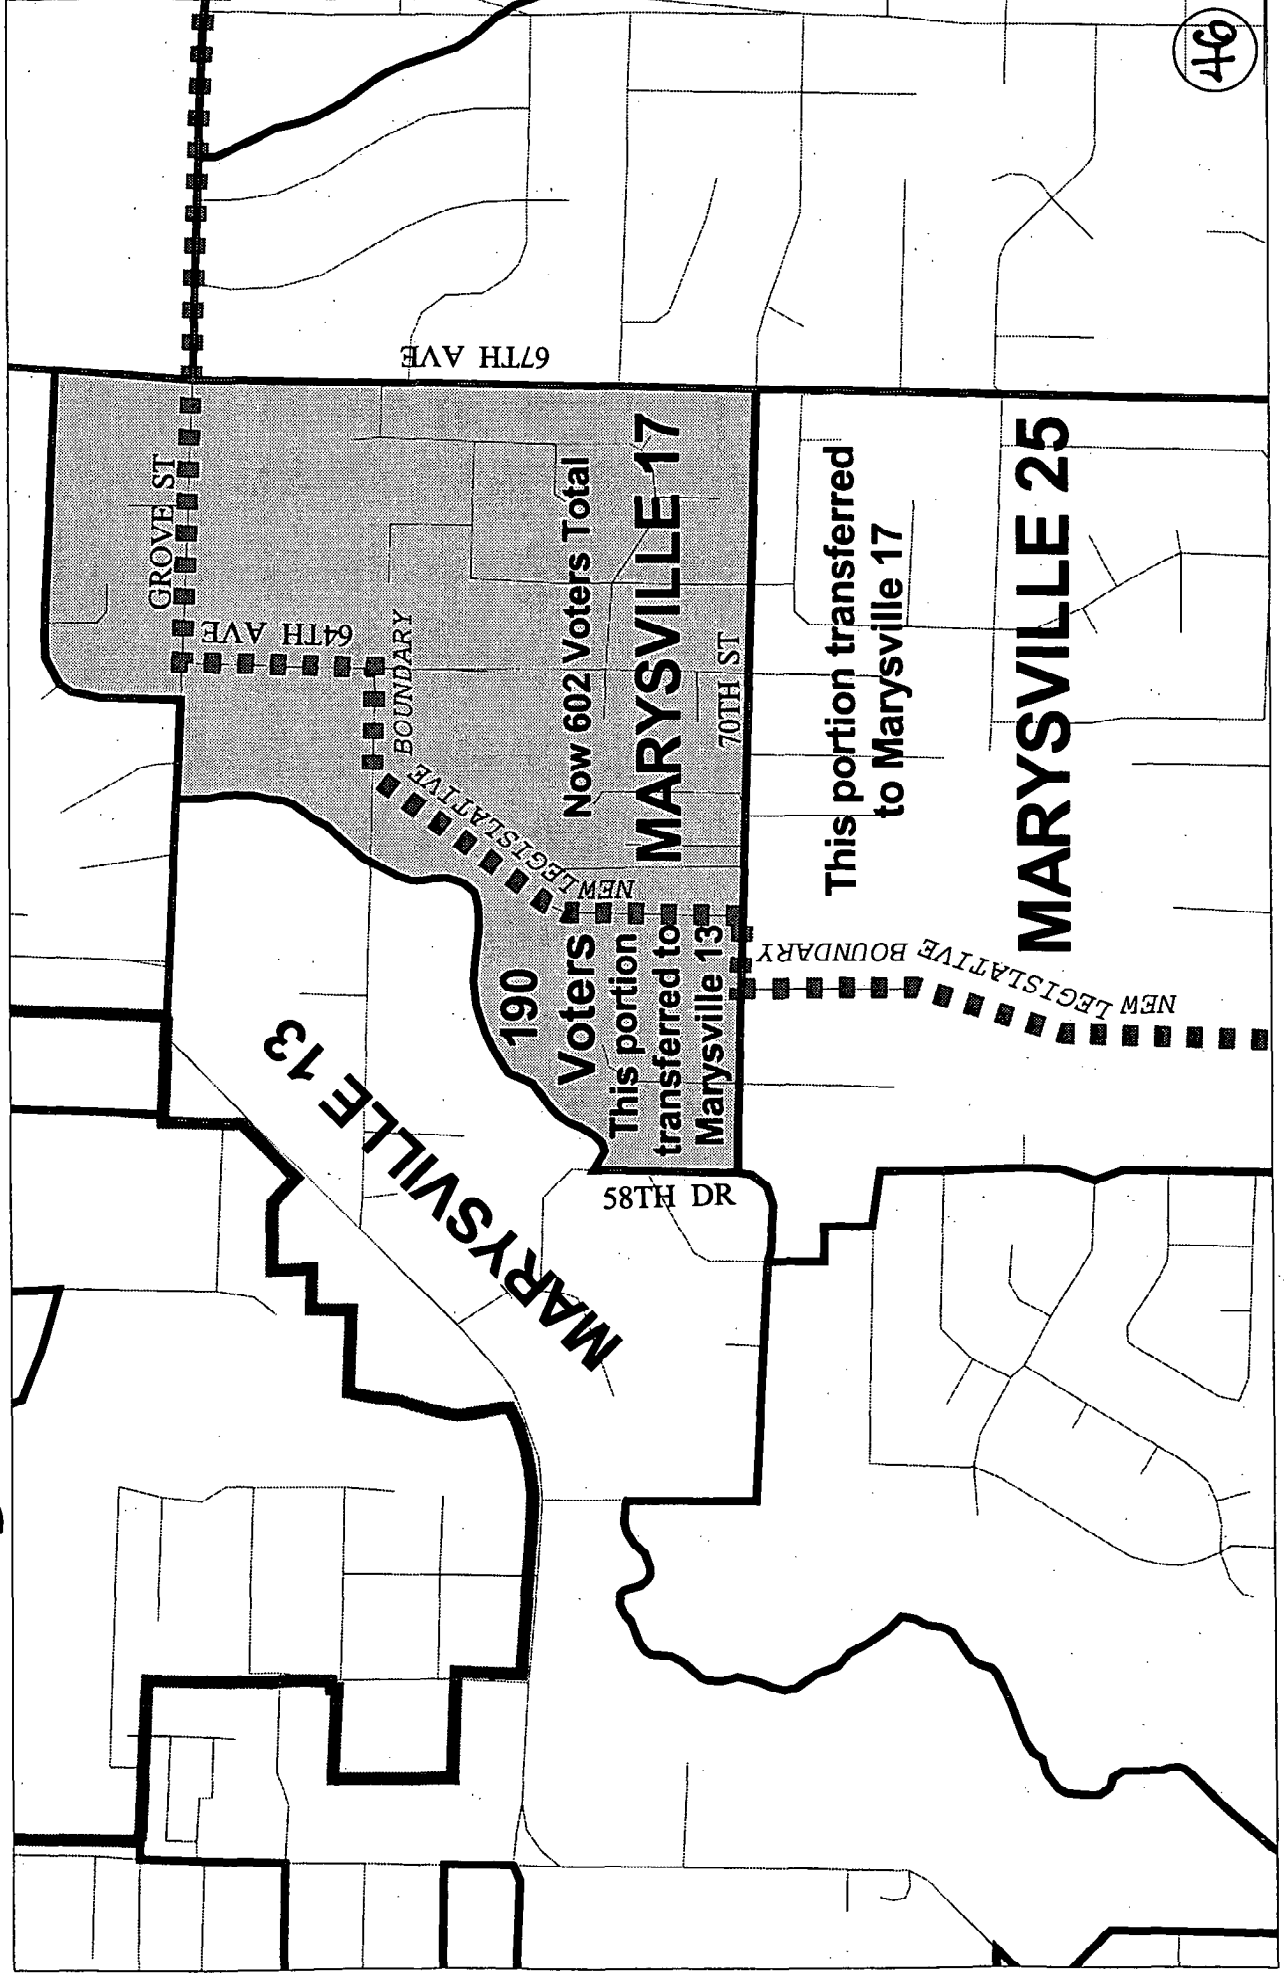 46
67TH AVE
GROVE ST
64TH AVE
BOUNDARY
NEW LEGISLATIVE
Now 602 Voters Total
MARYSVILLE 17
70TH ST
190
Voters
This portion
transferred to
Marysville 13
58TH DR
MARYSVILLE 13
This portion transferred
to Marysville 17
MARYSVILLE 25
NEW LEGISLATIVE BOUNDARY